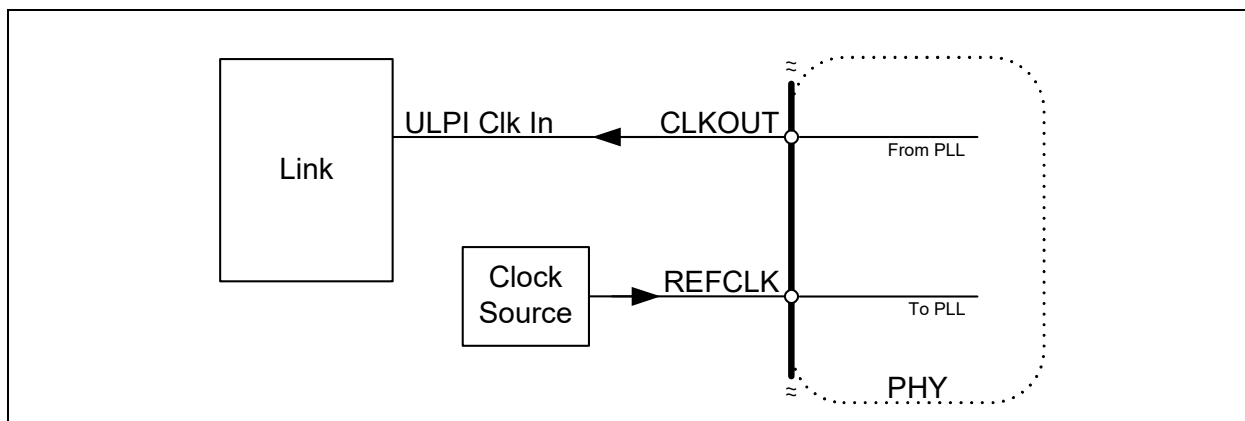 ULPI Clk In
CLKOUT
From PLL
Link
Clock
Source
REFCLK
To PLL
PHY